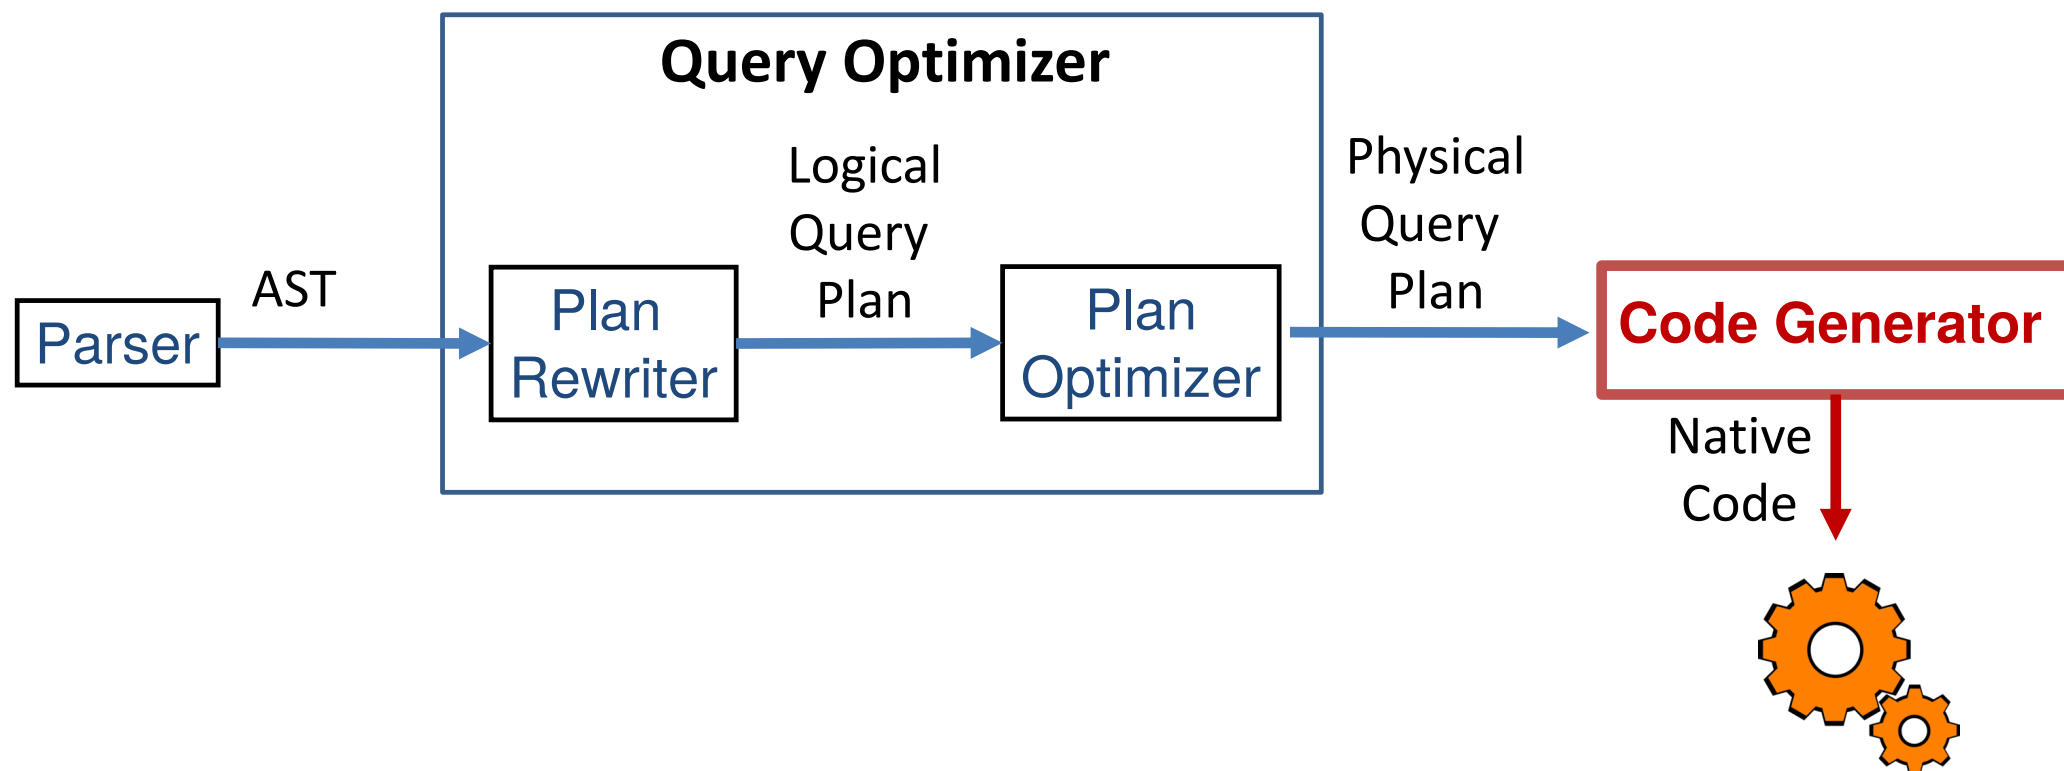 Query Optimizer
Parser
AST
Plan
Rewriter
Logical
Query
Plan
Plan
Optimizer
Physical
Query
Plan
Code Generator
Native
Code